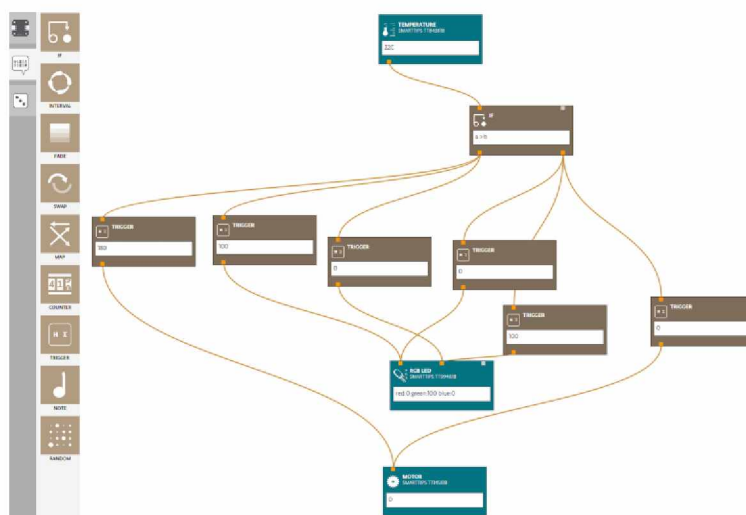 IF
INTERVAL
FADE
SWAP
MAP
COUNTER
TRIGGER
NOTE
RANDOM
TEMPERATURE
22C
IF
TRIGGER
TRIGGER
100
TRIGGER
0
TRIGGER
0
TRIGGER
100
TRIGGER
0
RGB LED
red:0 green:100 blue:0
MOTOR
0